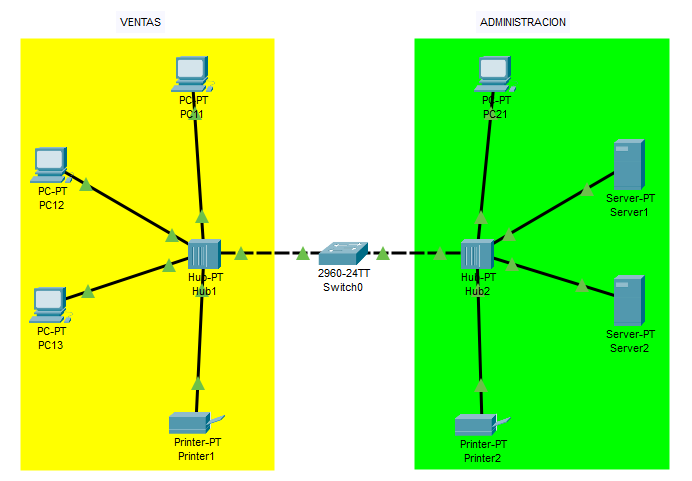 VENTAS
ADMINISTRACION
PC-PT
PC11
PC-PT
PC21
PC-PT
PC12
Server-PT
Server1
Hub-PT
Hub1
2960-24TT
Switch0
Hub-PT
Hub2
PC-PT
PC13
Server-PT
Server2
Printer-PT
Printer1
Printer-PT
Printer2